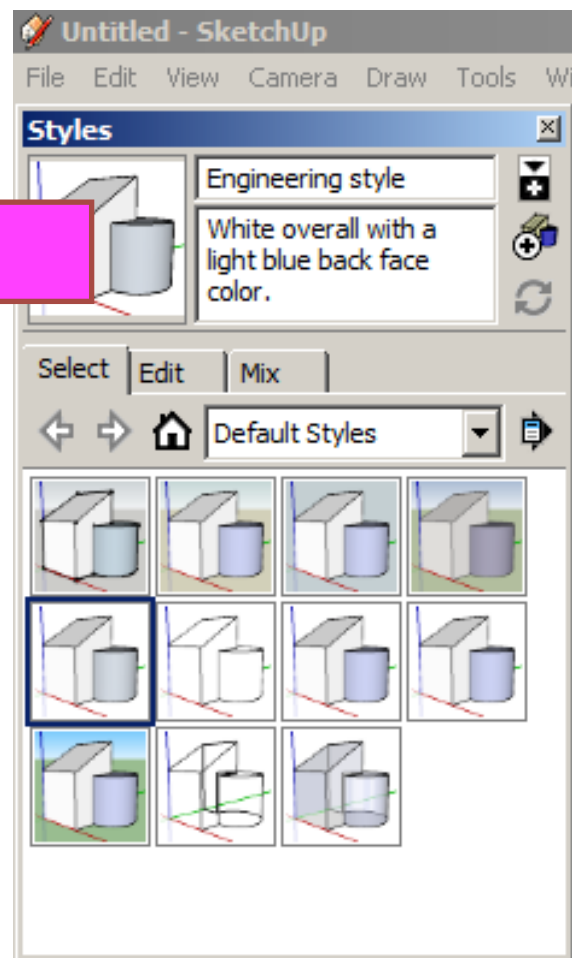 Untitled - SketchUp
File Edit View Camera Draw Tools Wi
Styles
Engineering style
White overall with a
light blue back face
color.
Select Edit Mix
Default Styles